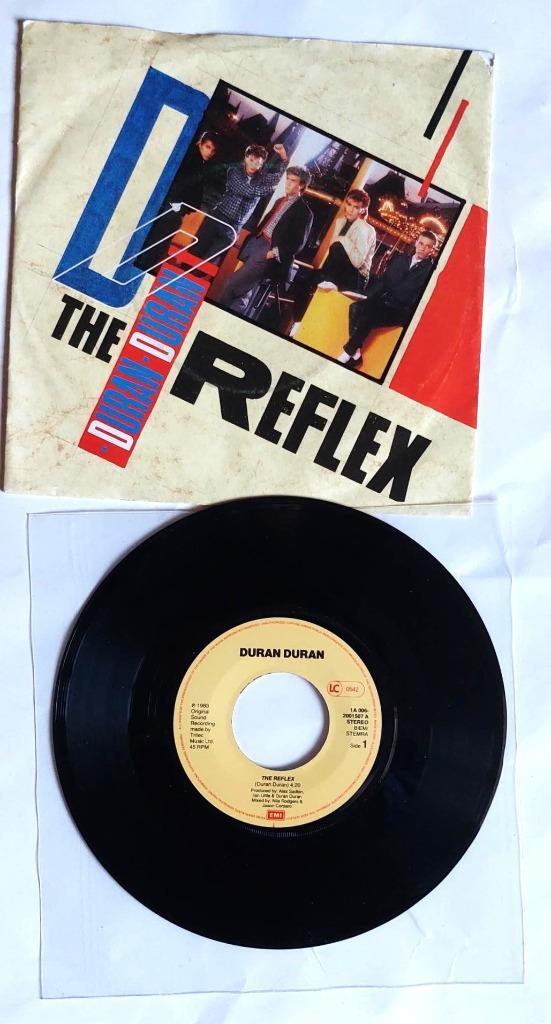 THE
REFLEX
· DURAN · DURAN
DURAN DURAN
LC 0542
℗ 1983
Original
Sound
Recording
made by
Tritec
Music Ltd.
45 RPM
1A 006-
2001507 A
STEREO
BIEM/
STEMRA
Side 1
THE REFLEX
(Duran Duran) 4:20
Produced by: Alex Sadkin,
Ian Little & Duran Duran
Mixed by: Nile Rodgers &
Jason Corsaro
EMI